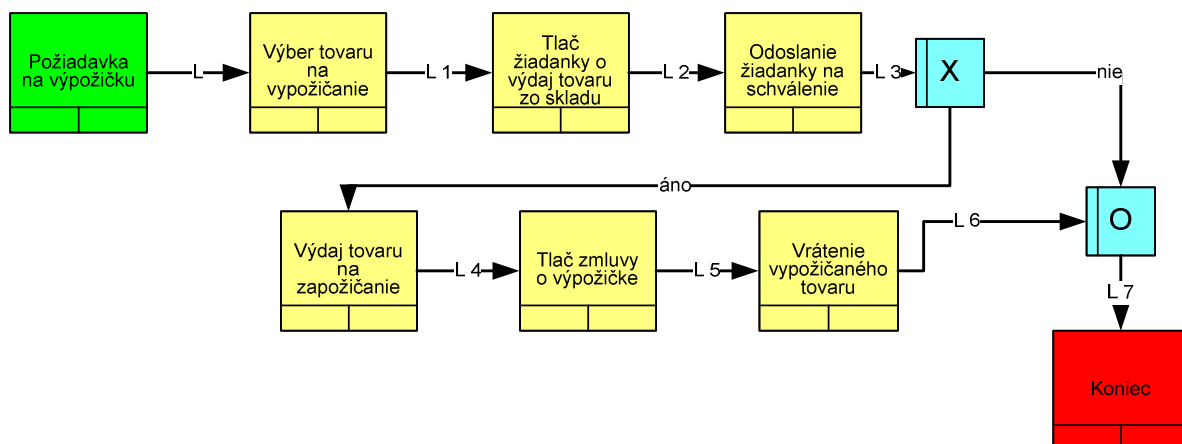 Požiadavka
na výpožičku
L
Výber tovaru
na
vypožičanie
L 1
Tlač
žiadanky o
výdaj tovaru
zo skladu
L 2
Odoslanie
žiadanky na
schválenie
L 3
X
nie
áno
Výdaj tovaru
na
zapožičanie
L 4
Tlač zmluvy
o výpožičke
L 5
Vrátenie
vypožičaného
tovaru
L 6
O
L 7
Koniec